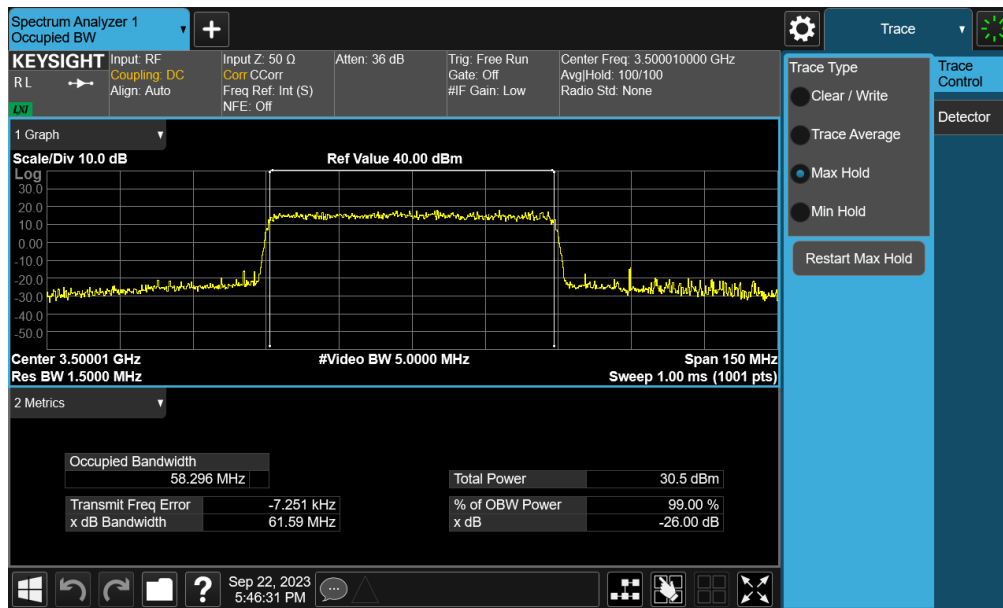 Spectrum Analyzer 1
Occupied BW
+
Trace
KEYSIGHT
R L
LXI
Input: RF
Coupling: DC
Align: Auto
Input Z: 50 Ω
Corr CCorr
Freq Ref: Int (S)
NFE: Off
Atten: 36 dB
Trig: Free Run
Gate: Off
#IF Gain: Low
Center Freq: 3.500010000 GHz
Avg|Hold: 100/100
Radio Std: None
Trace Type
Clear / Write
Trace Average
Max Hold
Min Hold
Restart Max Hold
Trace
Control
Detector
1 Graph
Scale/Div 10.0 dB
Ref Value 40.00 dBm
Log
30.0
20.0
10.0
0.00
-10.0
-20.0
-30.0
-40.0
-50.0
Center 3.50001 GHz
#Video BW 5.0000 MHz
Span 150 MHz
Res BW 1.5000 MHz
Sweep 1.00 ms (1001 pts)
2 Metrics
Occupied Bandwidth
58.296 MHz
Total Power 30.5 dBm
Transmit Freq Error -7.251 kHz
% of OBW Power 99.00 %
x dB Bandwidth 61.59 MHz
x dB -26.00 dB
?
Sep 22, 2023
5:46:31 PM